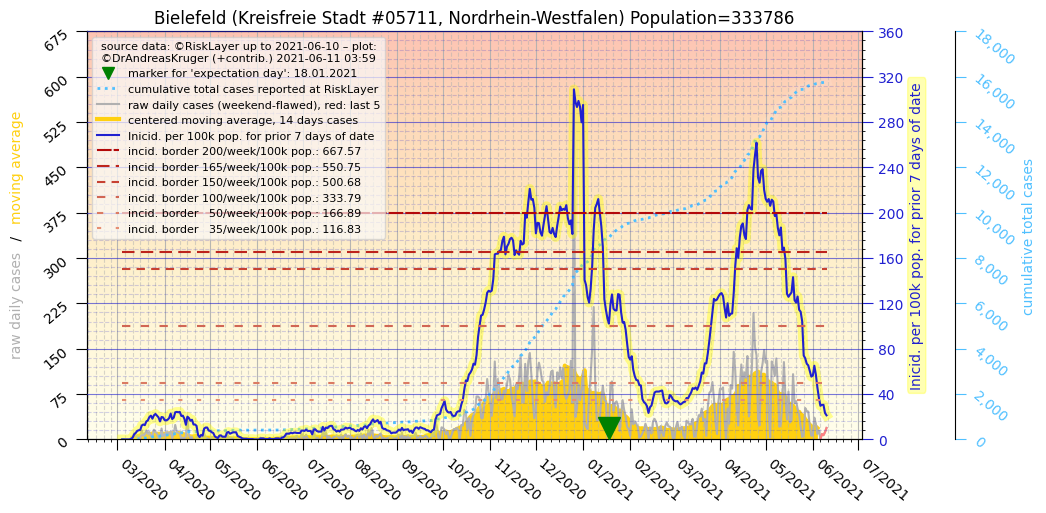 Bielefeld (Kreisfreie Stadt #05711, Nordrhein-Westfalen) Population=333786
source data: ©RiskLayer up to 2021-06-10 – plot:
©DrAndreasKruger (+contrib.) 2021-06-11 03:59
marker for 'expectation day': 18.01.2021
cumulative total cases reported at RiskLayer
raw daily cases (weekend-flawed), red: last 5
centered moving average, 14 days cases
Inicid. per 100k pop. for prior 7 days of date
incid. border 200/week/100k pop.: 667.57
incid. border 165/week/100k pop.: 550.75
incid. border 150/week/100k pop.: 500.68
incid. border 100/week/100k pop.: 333.79
incid. border   50/week/100k pop.: 166.89
incid. border   35/week/100k pop.: 116.83
raw daily cases / moving average
675
600
525
450
375
300
225
150
75
0
360
320
280
240
200
160
120
80
40
0
Inicid. per 100k pop. for prior 7 days of date
18,000
16,000
14,000
12,000
10,000
8,000
6,000
4,000
2,000
0
cumulative total cases
03/2020
04/2020
05/2020
06/2020
07/2020
08/2020
09/2020
10/2020
11/2020
12/2020
01/2021
02/2021
03/2021
04/2021
05/2021
06/2021
07/2021